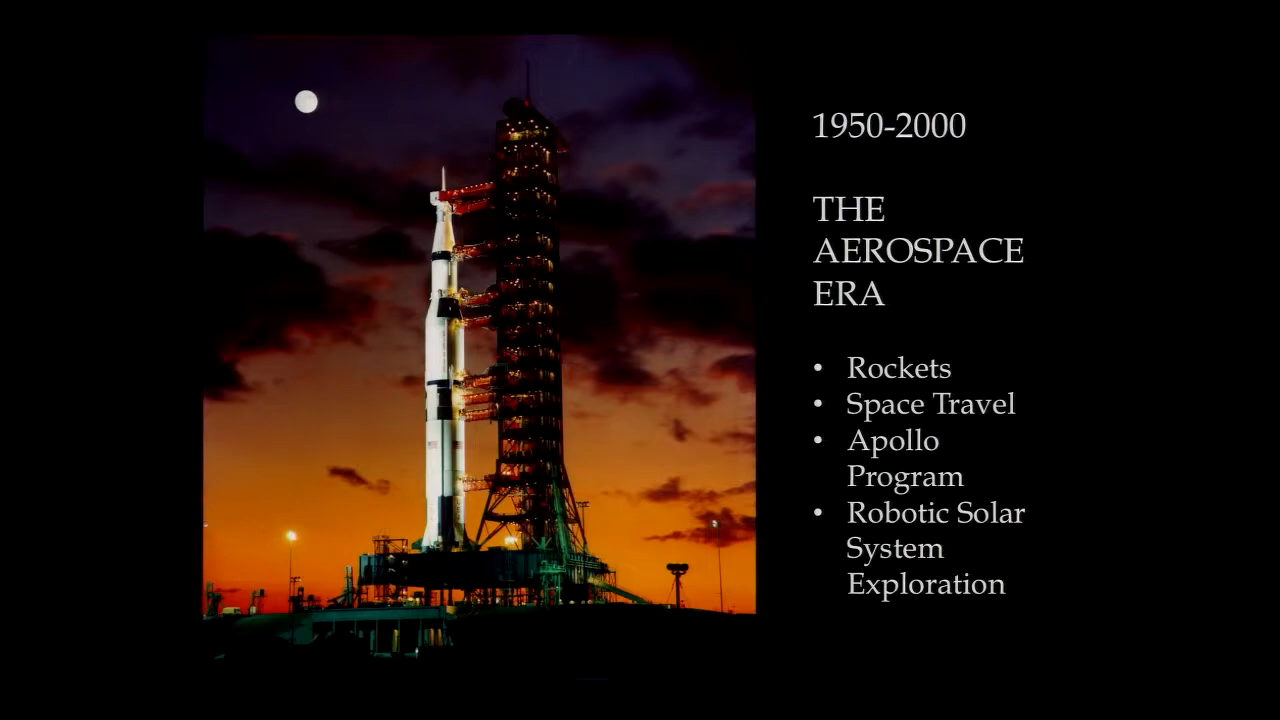 1950-2000
THE
AEROSPACE
ERA
• Rockets
• Space Travel
• Apollo
Program
• Robotic Solar
System
Exploration